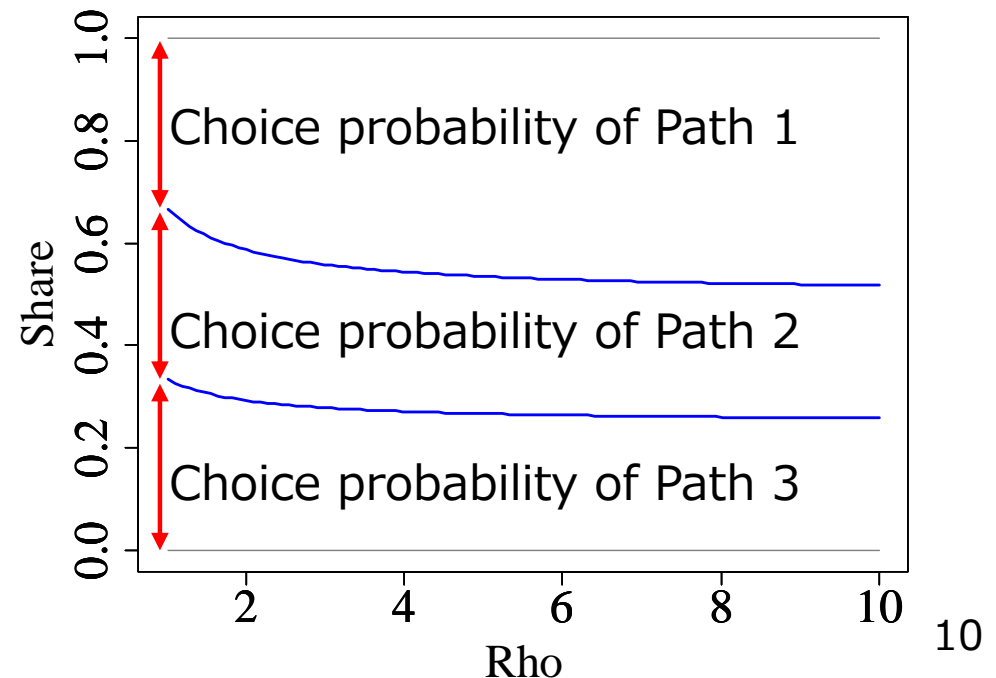 1.0
0.8
0.6
0.4
0.2
0.0
Share
Choice probability of Path 1
Choice probability of Path 2
Choice probability of Path 3
2 4 6 8 10
Rho
10